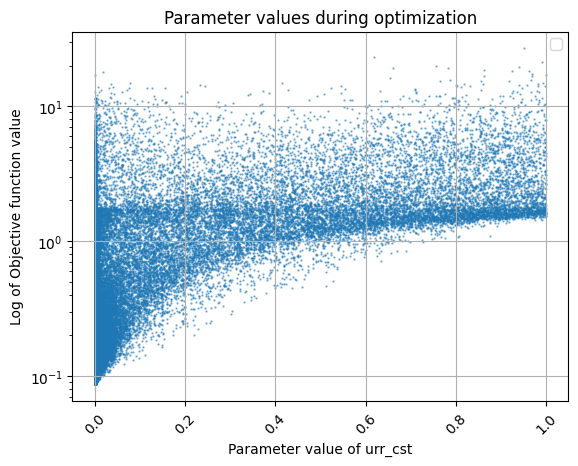 Parameter values during optimization
Log of Objective function value
10¹
10⁰
10⁻¹
0.0 0.2 0.4 0.6 0.8 1.0
Parameter value of urr_cst